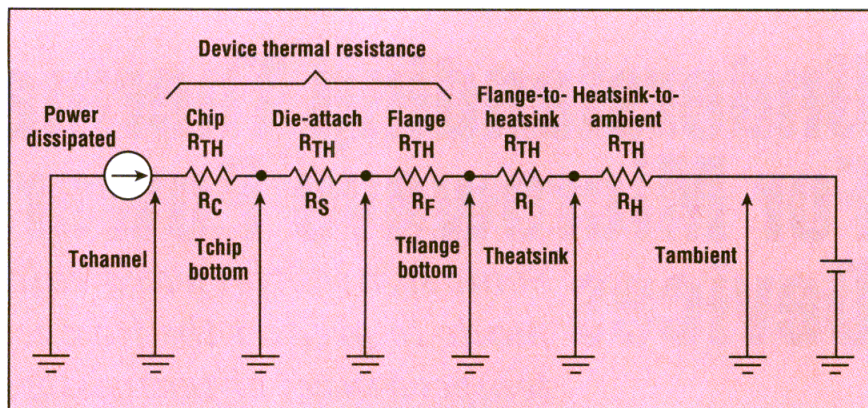 Device thermal resistance
Power
dissipated
Chip
RTH
RC
Die-attach
RTH
RS
Flange
RTH
RF
Flange-to-
heatsink
RTH
RI
Heatsink-to-
ambient
RTH
RH
Tchannel
Tchip
bottom
Tflange
bottom
Theatsink
Tambient